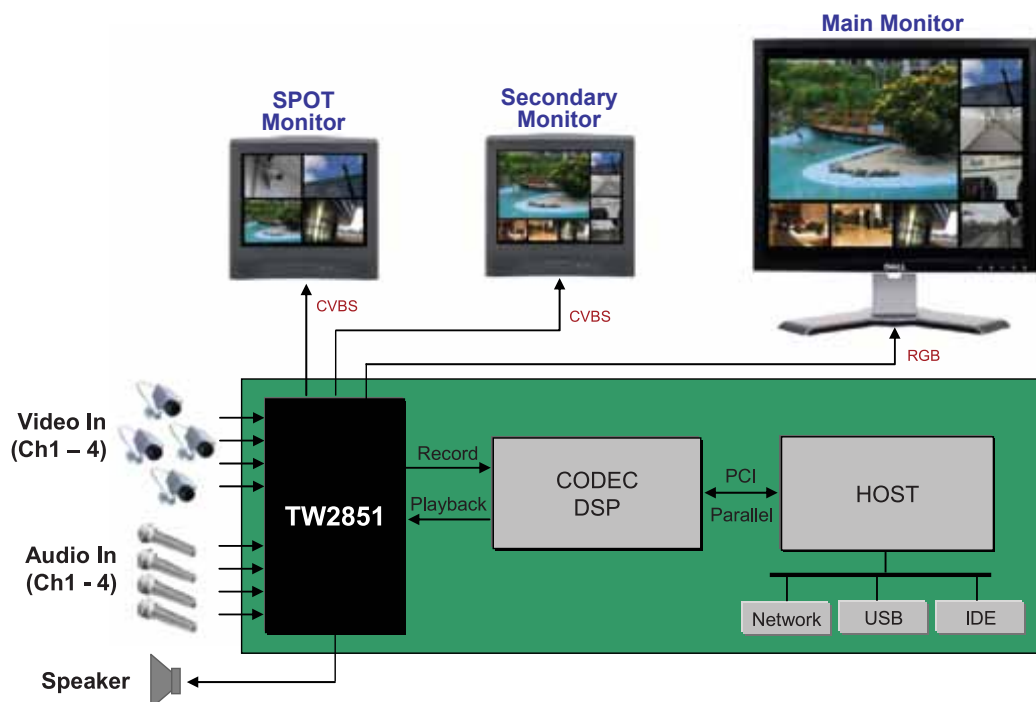 Main Monitor
SPOT
Monitor
Secondary
Monitor
DELL
CVBS
CVBS
RGB
Video In
(Ch1 – 4)
Record
Playback
TW2851
CODEC
DSP
PCI
Parallel
HOST
Audio In
(Ch1 - 4)
Network
USB
IDE
Speaker